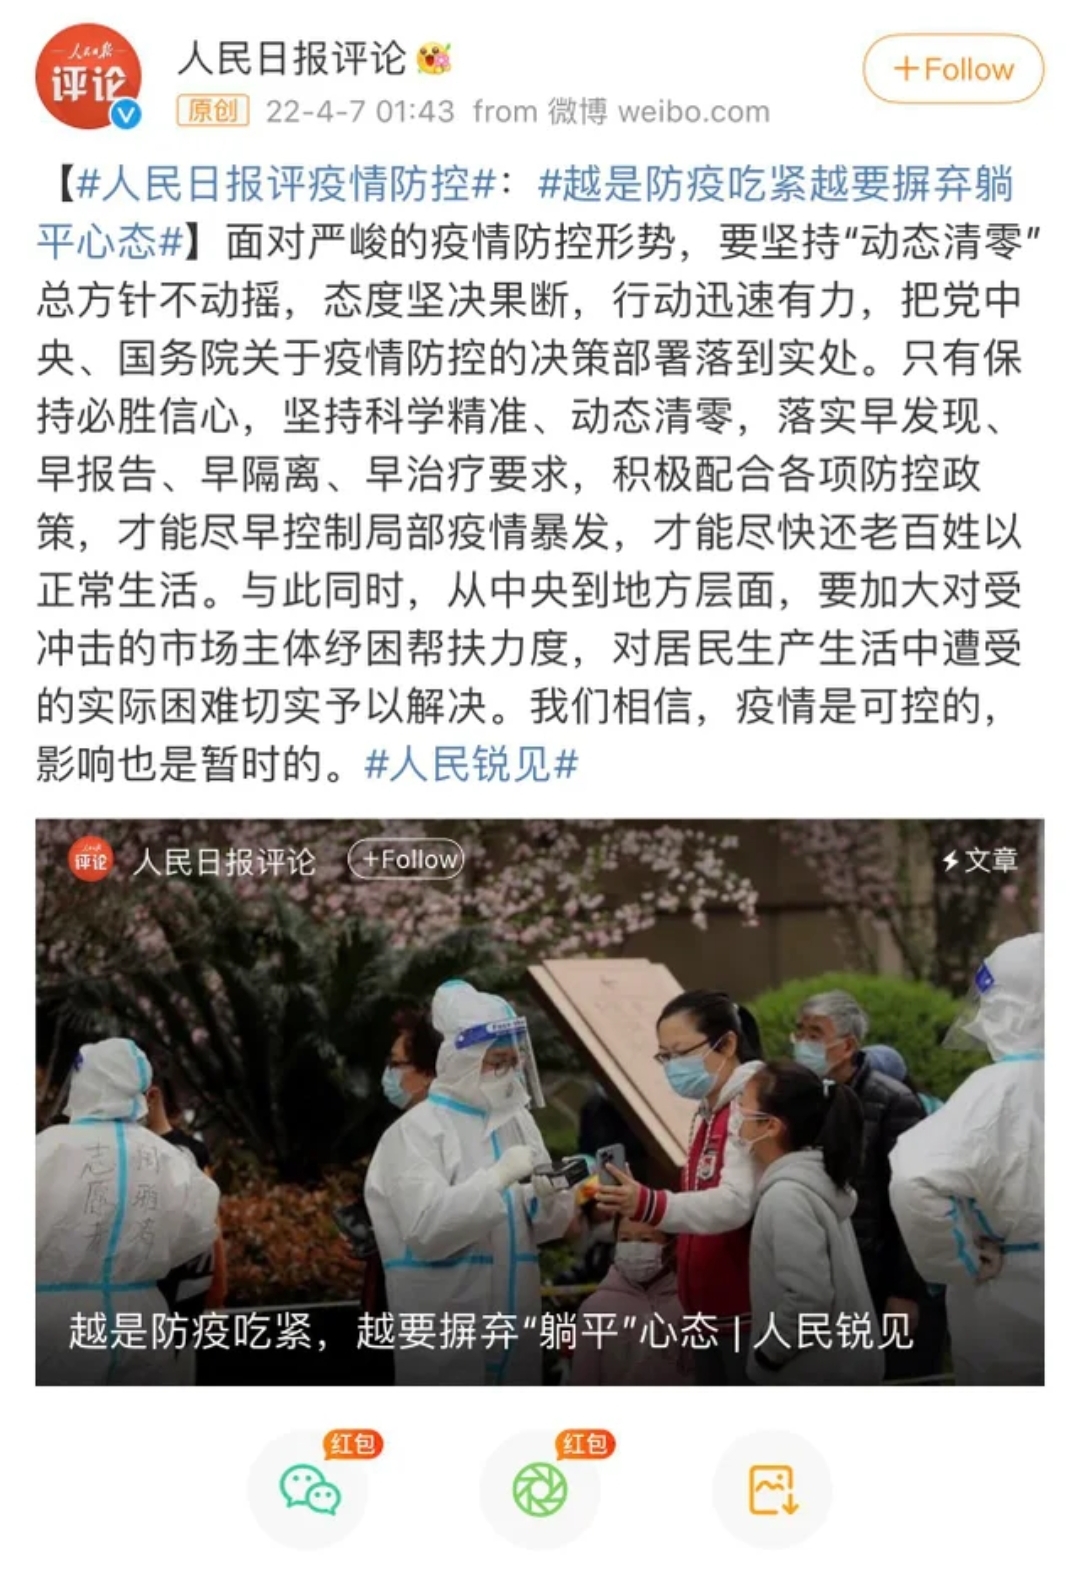 人民日报
评论
人民日报评论
+Follow
原创 22-4-7 01:43 from 微博 weibo.com
【#人民日报评疫情防控#：#越是防疫吃紧越要摒弃躺
平心态#】面对严峻的疫情防控形势，要坚持“动态清零”
总方针不动摇，态度坚决果断，行动迅速有力，把党中
央、国务院关于疫情防控的决策部署落到实处。只有保
持必胜信心，坚持科学精准、动态清零，落实早发现、
早报告、早隔离、早治疗要求，积极配合各项防控政
策，才能尽早控制局部疫情暴发，才能尽快还老百姓以
正常生活。与此同时，从中央到地方层面，要加大对受
冲击的市场主体纾困帮扶力度，对居民生产生活中遭受
的实际困难切实予以解决。我们相信，疫情是可控的，
影响也是暂时的。#人民锐见#
评论
人民日报评论
+Follow
文章
志愿者
越是防疫吃紧，越要摒弃“躺平”心态 | 人民锐见
红包
红包